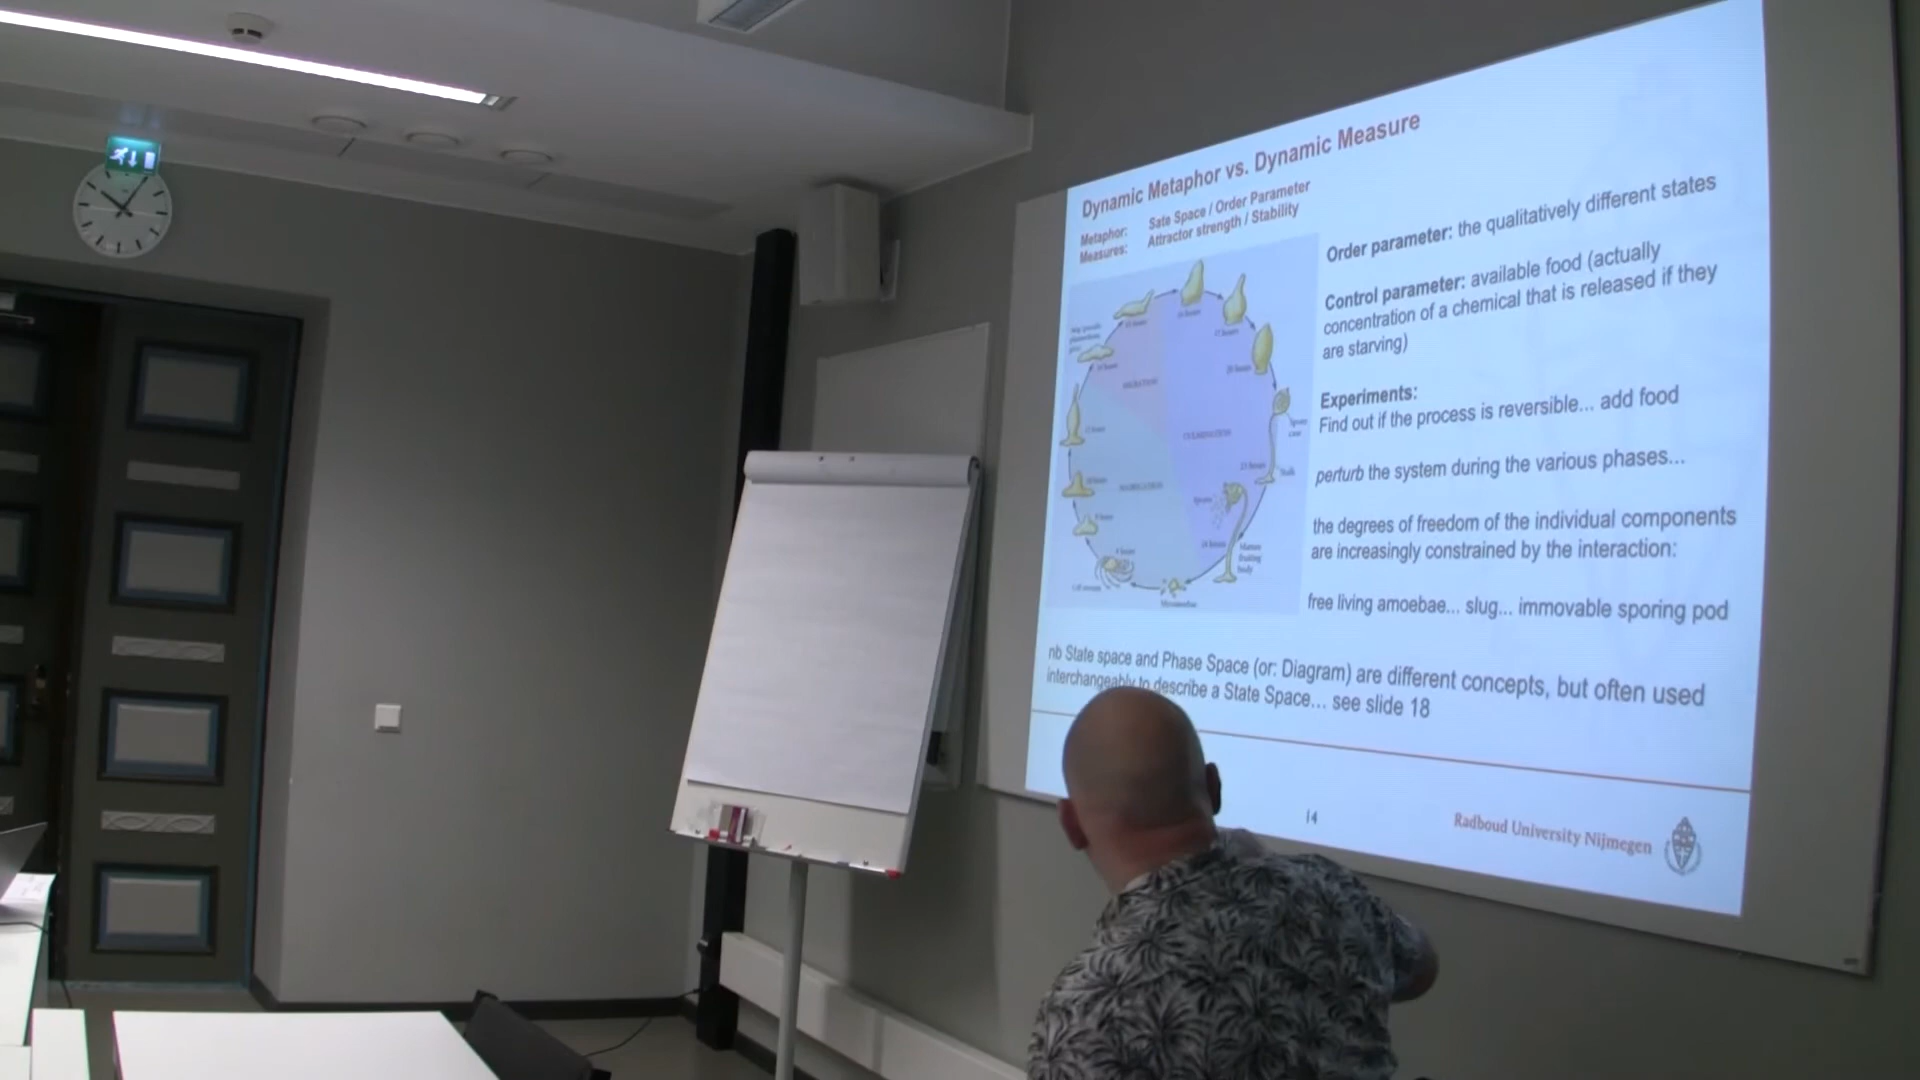 Dynamic Metaphor vs. Dynamic Measure
Metaphor: Sate Space / Order Parameter
Measures: Attractor strength / Stability
Order parameter: the qualitatively different states
Control parameter: available food (actually
concentration of a chemical that is released if they
are starving)
Experiments:
Find out if the process is reversible... add food
perturb the system during the various phases...
the degrees of freedom of the individual components
are increasingly constrained by the interaction:
free living amoebae... slug... immovable sporing pod
Stalk
Mature
fruiting
body
nb State space and Phase Space (or: Diagram) are different concepts, but often used
interchangeably to describe a State Space... see slide 18
14
Radboud University Nijmegen